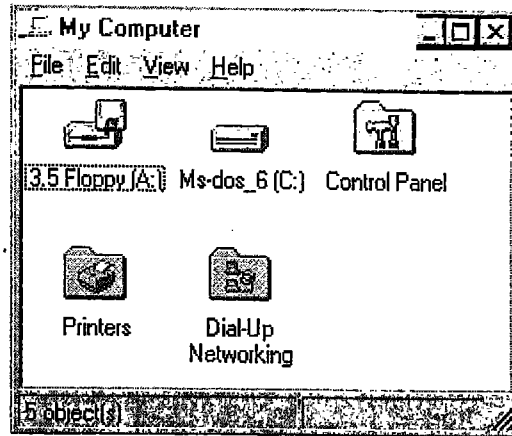 My Computer
File Edit View Help
3.5 Floppy (A:) Ms-dos_6 (C:) Control Panel
Printers Dial-Up
Networking
5 object(s)